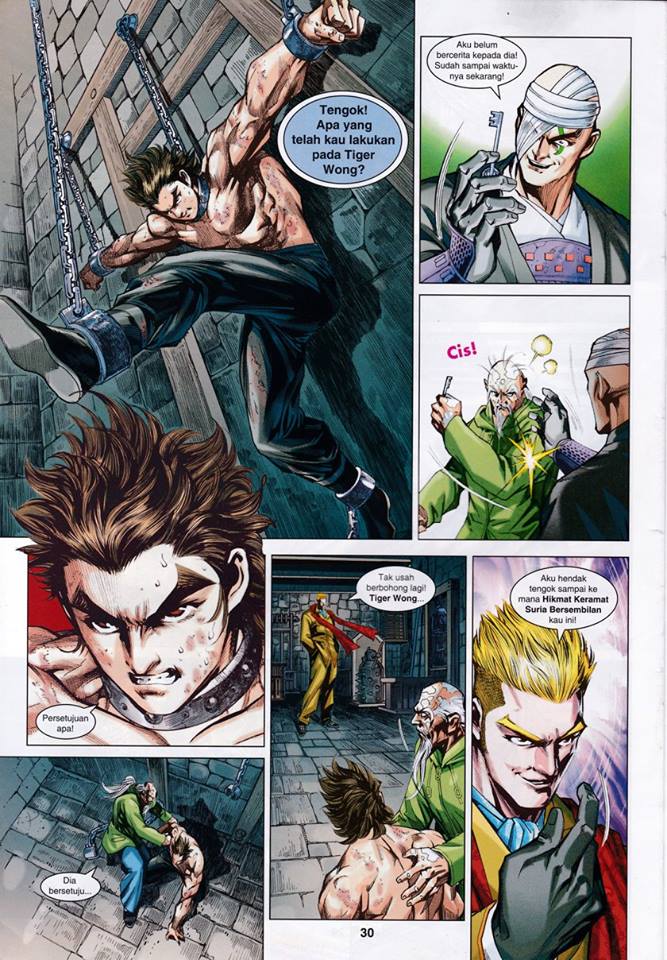 Tengok!
Apa yang
telah kau lakukan
pada Tiger
Wong?
Aku belum
bercerita kepada dia!
Sudah sampai waktu-
nya sekarang!
Cis!
Persetujuan
apa!
Tak usah
berbohong lagi!
Tiger Wong...
Aku hendak
tengok sampai ke
mana Hikmat Keramat
Suria Bersembilan
kau ini!
Dia
bersetuju...
30